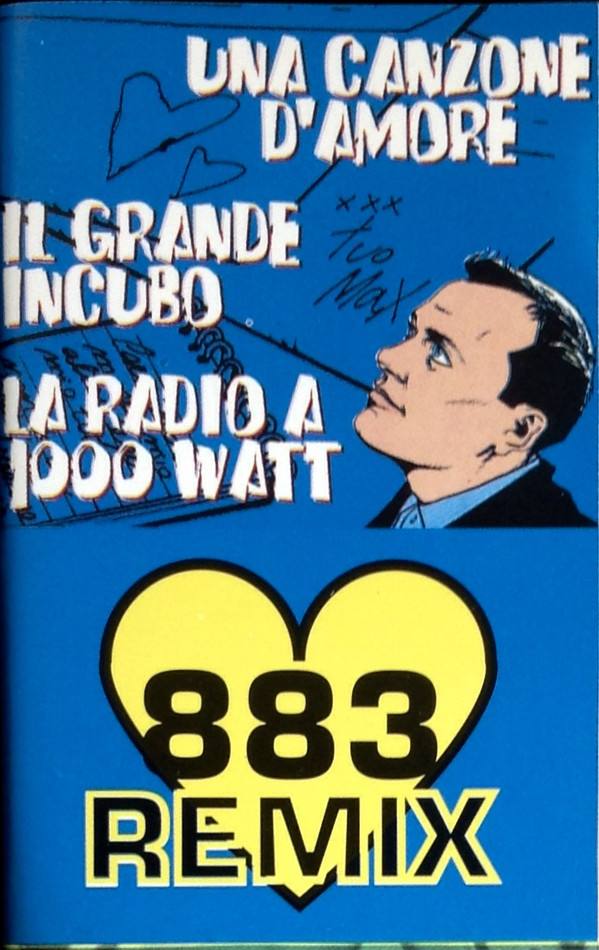 UNA CANZONE
D'AMORE
IL GRANDE
INCUBO
xxx
tuo
Max
LA RADIO A
1000 WATT
883
REMIX